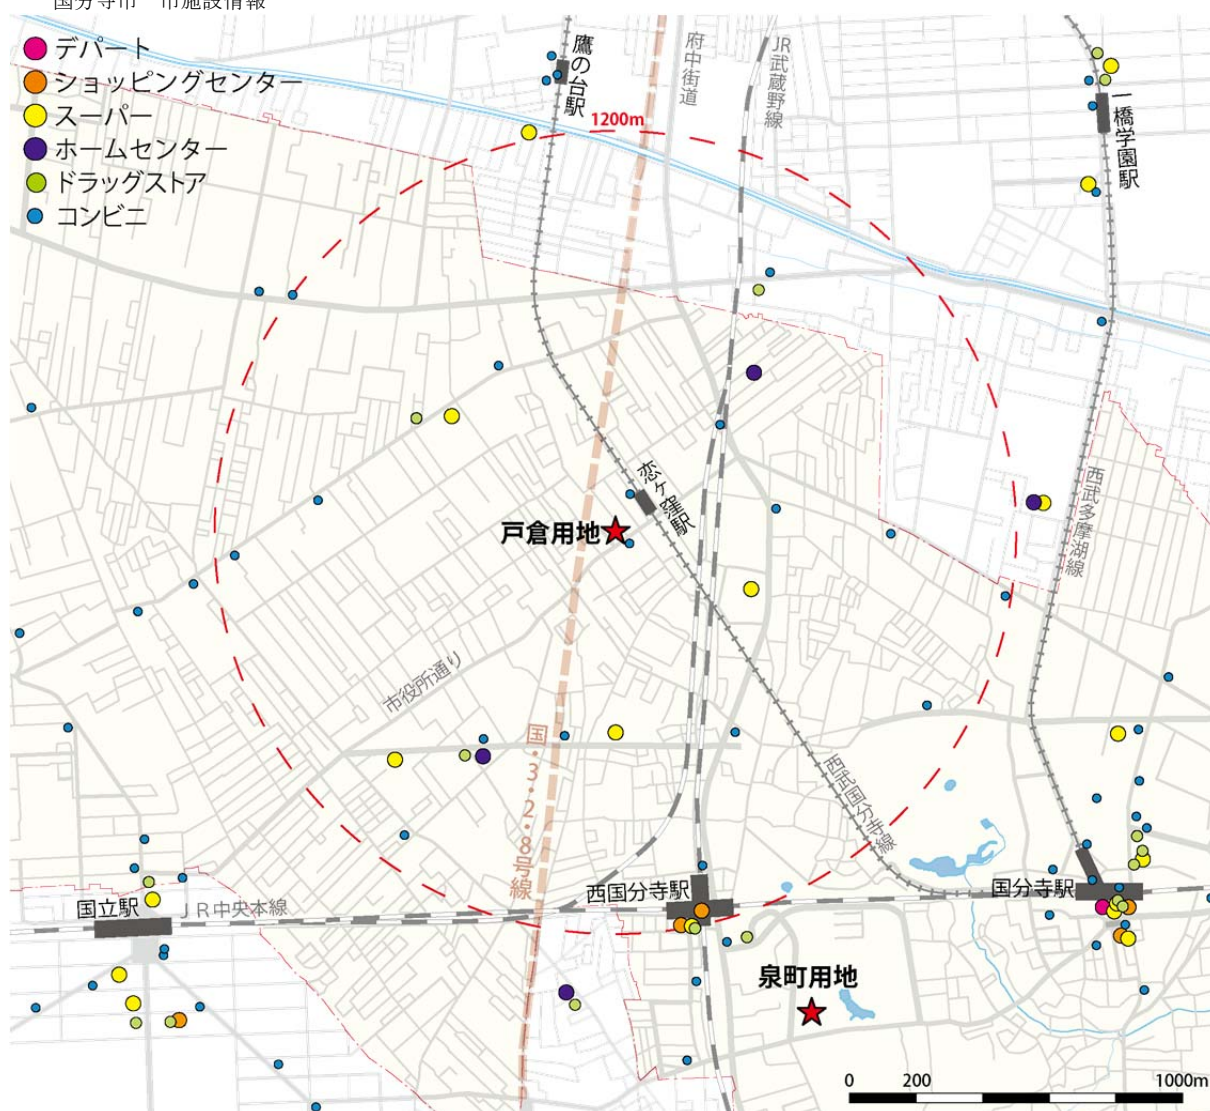 国分寺市 市施設情報
デパート
ショッピングセンター
スーパー
ホームセンター
ドラッグストア
コンビニ
鷹の台駅
府中街道
JR武蔵野線
一橋学園駅
1200m
恋ヶ窪駅
戸倉用地
西武多摩湖線
市役所通り
国・3・2・8号線
西武国分寺線
西国分寺駅
国分寺駅
国立駅
JR中央本線
泉町用地
0 200 1000m